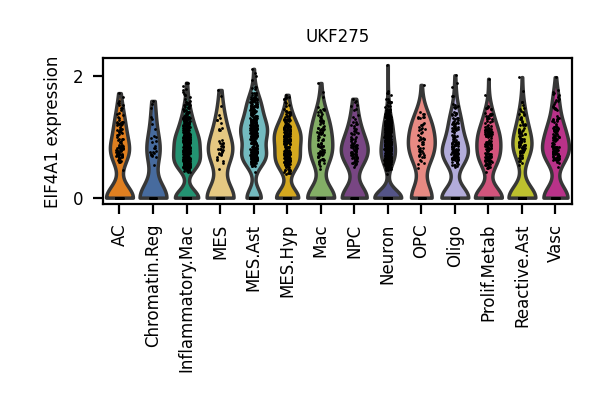 UKF275
EIF4A1 expression
2
0
AC
Chromatin.Reg
Inflammatory.Mac
MES
MES.Ast
MES.Hyp
Mac
NPC
Neuron
OPC
Oligo
Prolif.Metab
Reactive.Ast
Vasc